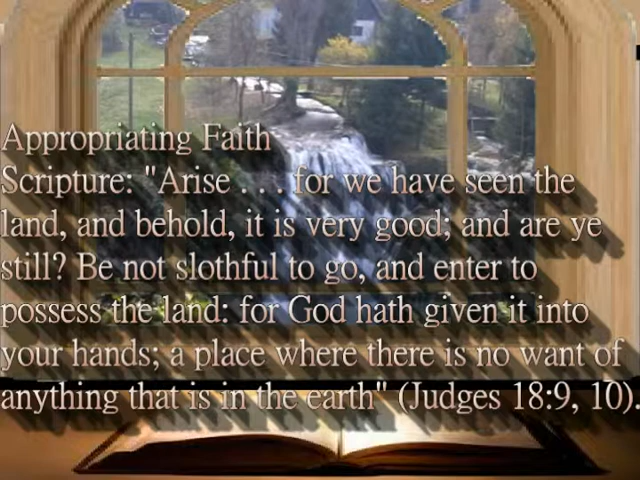 Appropriating Faith
Scripture: "Arise . . . for we have seen the
land, and behold, it is very good; and are ye
still? Be not slothful to go, and enter to
possess the land: for God hath given it into
your hands; a place where there is no want of
anything that is in the earth" (Judges 18:9, 10).